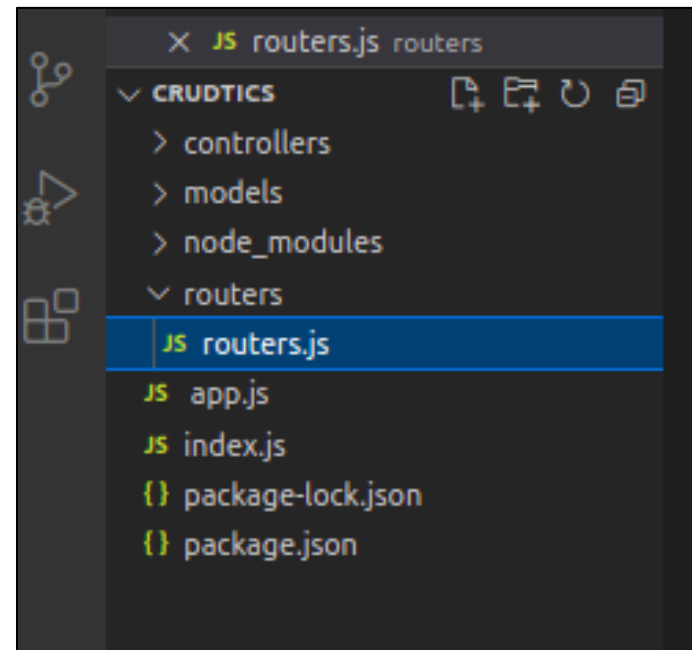 JS routers.js routers
CRUDTICS
controllers
models
node_modules
routers
JS routers.js
JS app.js
JS index.js
{} package-lock.json
{} package.json